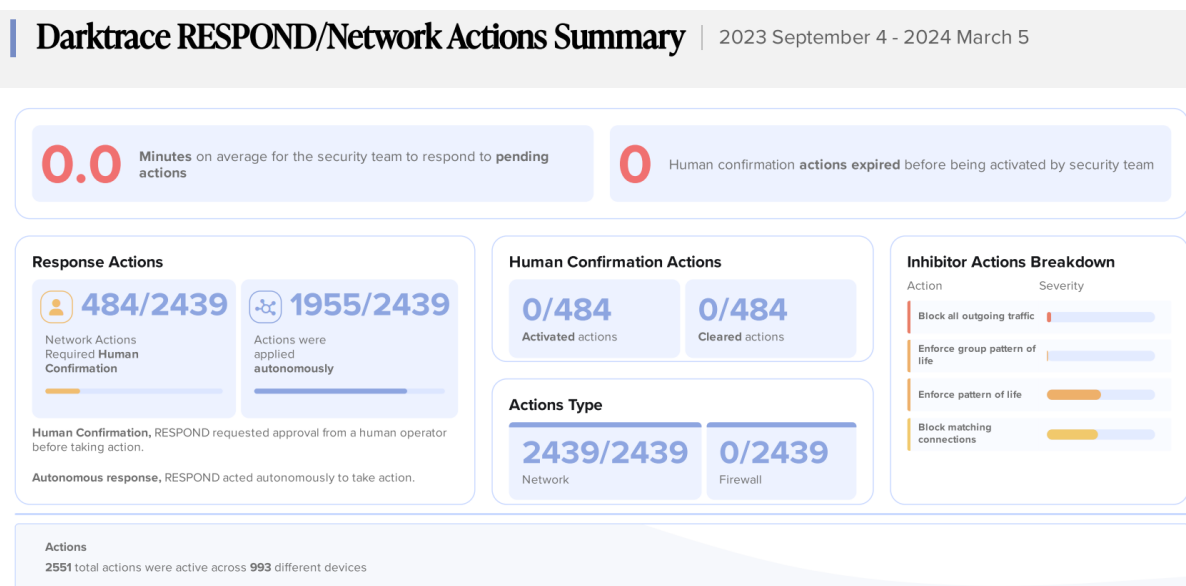 Darktrace RESPOND/Network Actions Summary | 2023 September 4 - 2024 March 5
0.0
Minutes on average for the security team to respond to pending
actions
0
Human confirmation actions expired before being activated by security team
Response Actions
484/2439
Network Actions
Required Human
Confirmation
1955/2439
Actions were
applied
autonomously
Human Confirmation, RESPOND requested approval from a human operator
before taking action.
Autonomous response, RESPOND acted autonomously to take action.
Human Confirmation Actions
0/484
Activated actions
0/484
Cleared actions
Actions Type
2439/2439
Network
0/2439
Firewall
Inhibitor Actions Breakdown
Action Severity
Block all outgoing traffic
Enforce group pattern of
life
Enforce pattern of life
Block matching
connections
Actions
2551 total actions were active across 993 different devices